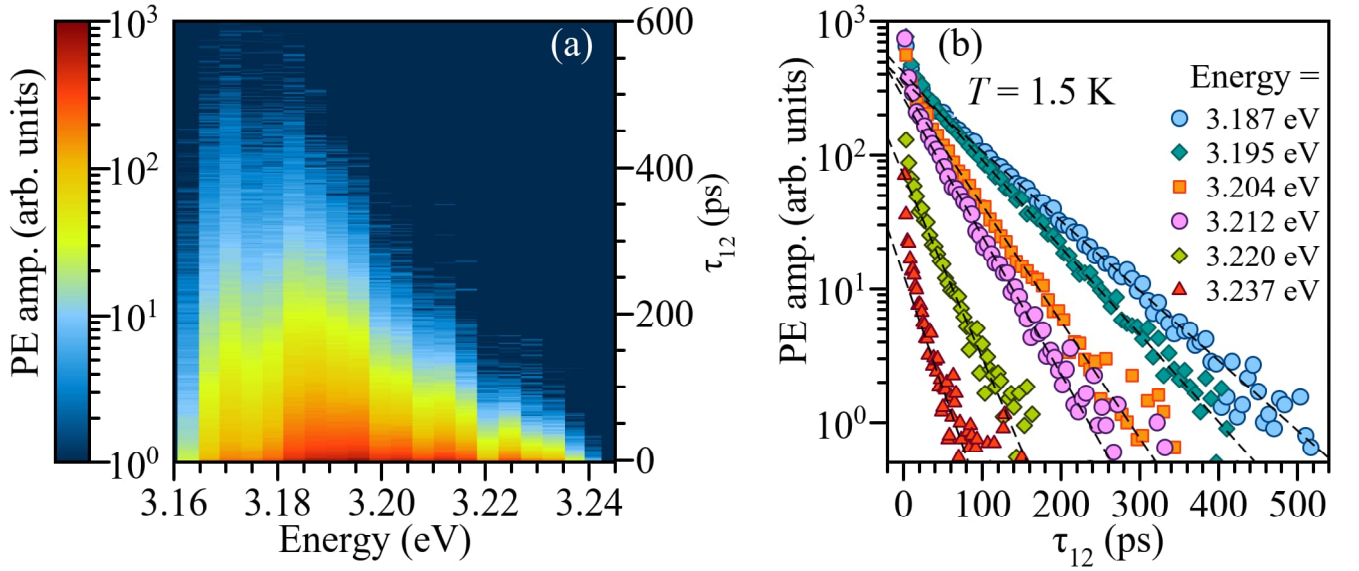 PE amp. (arb. units)
10³
10²
10¹
10⁰
(a)
600
400
200
0
τ₁₂ (ps)
3.16 3.18 3.20 3.22 3.24
Energy (eV)
PE amp. (arb. units)
10³
10²
10¹
10⁰
(b)
T = 1.5 K
Energy =
3.187 eV
3.195 eV
3.204 eV
3.212 eV
3.220 eV
3.237 eV
0 100 200 300 400 500
τ₁₂ (ps)